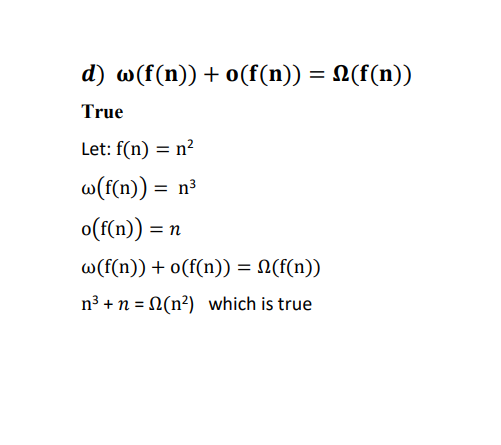 d) ω(f(n)) + o(f(n)) = Ω(f(n))
True
Let: f(n) = n²
ω(f(n)) = n³
o(f(n)) = n
ω(f(n)) + o(f(n)) = Ω(f(n))
n³ + n = Ω(n²) which is true